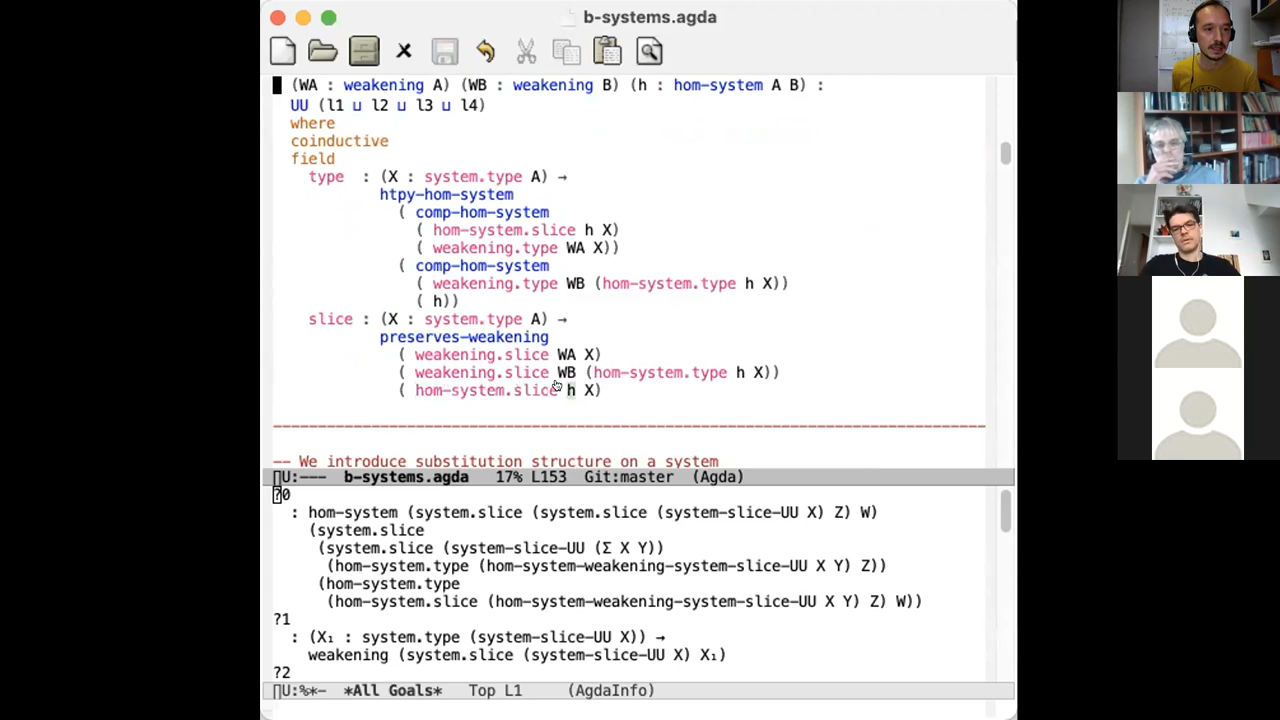 b-systems.agda
(WA : weakening A) (WB : weakening B) (h : hom-system A B) :
UU (l1 ⊔ l2 ⊔ l3 ⊔ l4)
where
coinductive
field
type : (X : system.type A) →
htpy-hom-system
( comp-hom-system
( hom-system.slice h X)
( weakening.type WA X))
( comp-hom-system
( weakening.type WB (hom-system.type h X))
( h))
slice : (X : system.type A) →
preserves-weakening
( weakening.slice WA X)
( weakening.slice WB (hom-system.type h X))
( hom-system.slice h X)
--------------------------------------------------------------------------------
-- We introduce substitution structure on a system
U:--- b-systems.agda 17% L153 Git:master (Agda)
?0
: hom-system (system.slice (system.slice (system-slice-UU X) Z) W)
(system.slice
(system.slice (system-slice-UU (Σ X Y))
(hom-system.type (hom-system-weakening-system-slice-UU X Y) Z))
(hom-system.type
(hom-system.slice (hom-system-weakening-system-slice-UU X Y) Z) W))
?1
: (X₁ : system.type (system-slice-UU X)) →
weakening (system.slice (system-slice-UU X) X₁)
?2
U:%*- *All Goals* Top L1 (AgdaInfo)